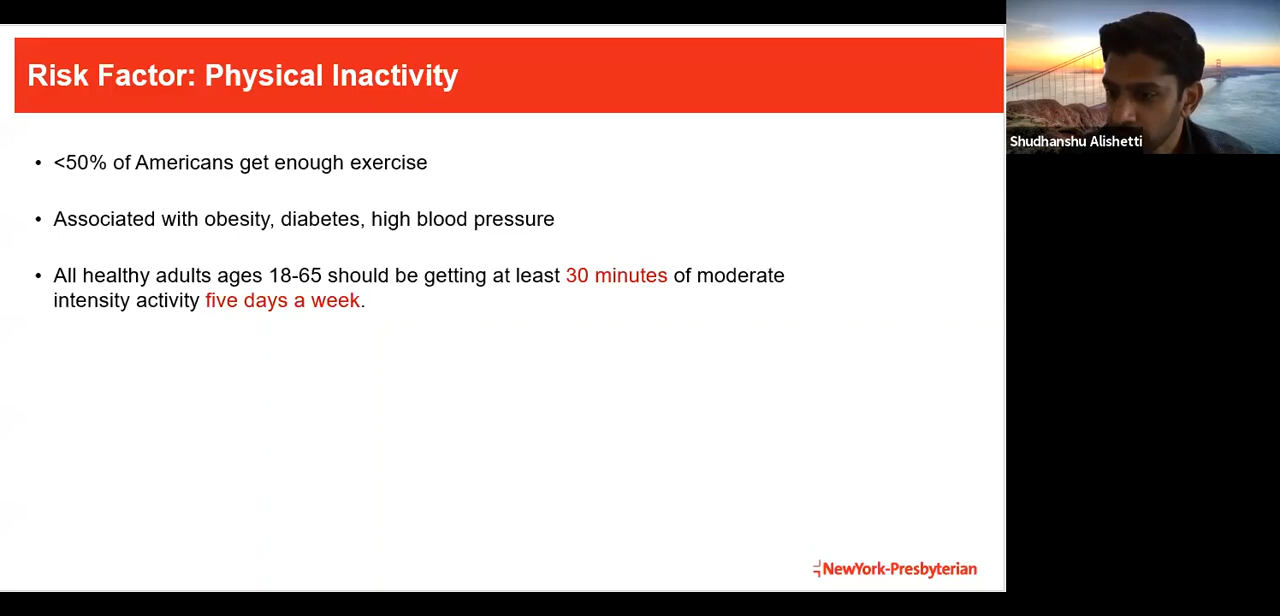 Risk Factor: Physical Inactivity
Shudhanshu Alishetti
• <50% of Americans get enough exercise
• Associated with obesity, diabetes, high blood pressure
• All healthy adults ages 18-65 should be getting at least 30 minutes of moderate
intensity activity five days a week.
NewYork-Presbyterian